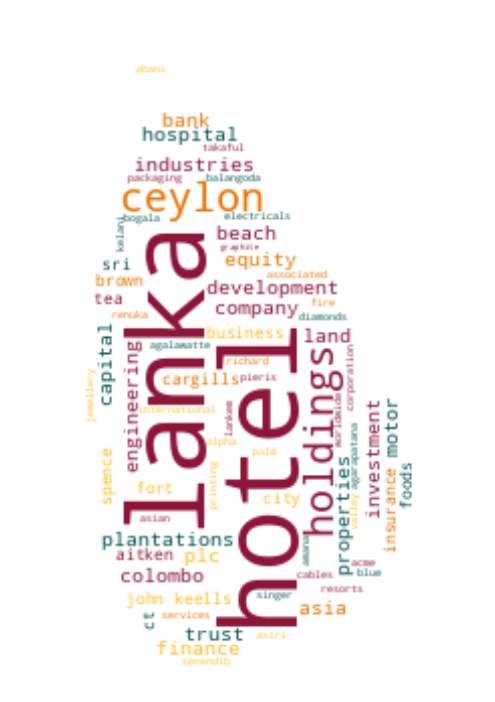 abans
bank
hospital
takaful
industries
packaging
balangoda
ceylon
bogala
electricals
kelani
beach
graphite
lanka
sri
equity
associated
brown
development
tea
company
fire
renuka
diamonds
capital
business
land
hotel
agalawatte
engineering
richard
holdings
cargills
pieris
worldwide
corporation
jewellery
international
lankem
investment
motor
alpha
palm
agarapatana
spence
printing
fort
city
valley
properties
insurance
foods
asian
plantations
aitken
plc
amana
acme
colombo
cables
blue
resorts
john keells
singer
asia
ct
services
trust
asiri
finance
serendib